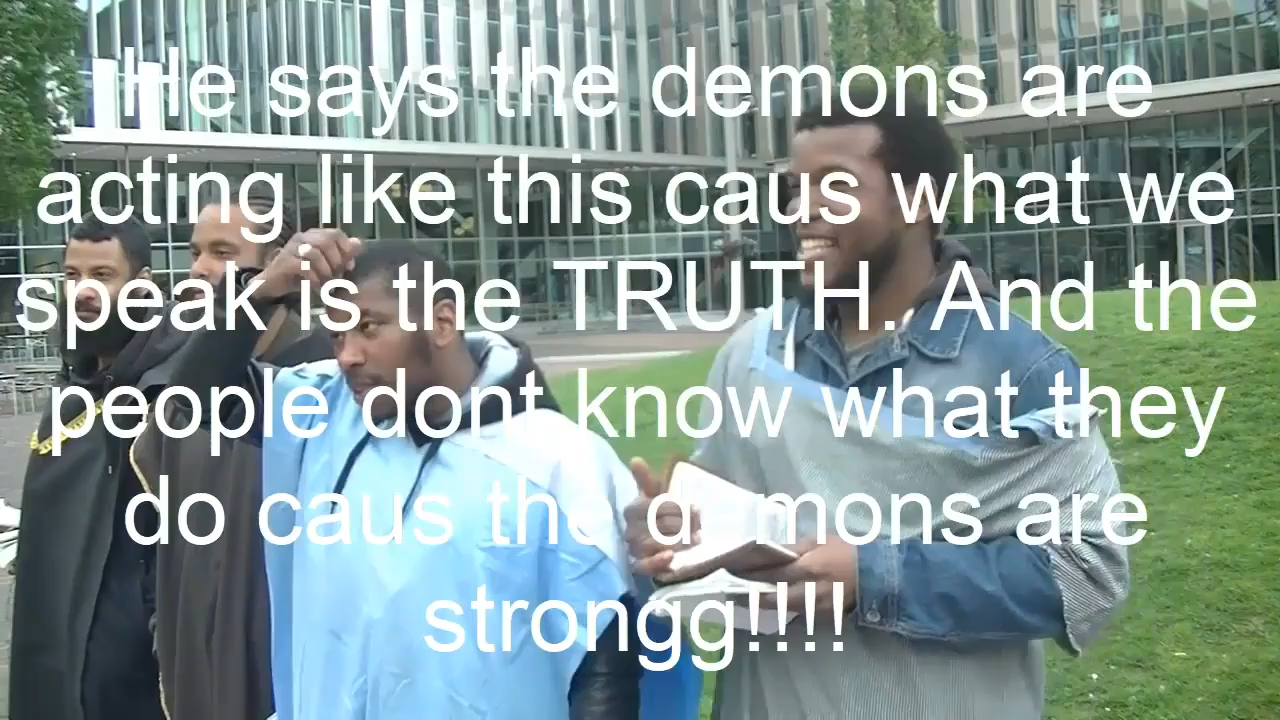 He says the demons are
acting like this caus what we
speak is the TRUTH. And the
people dont know what they
do caus the demons are
strongg!!!!